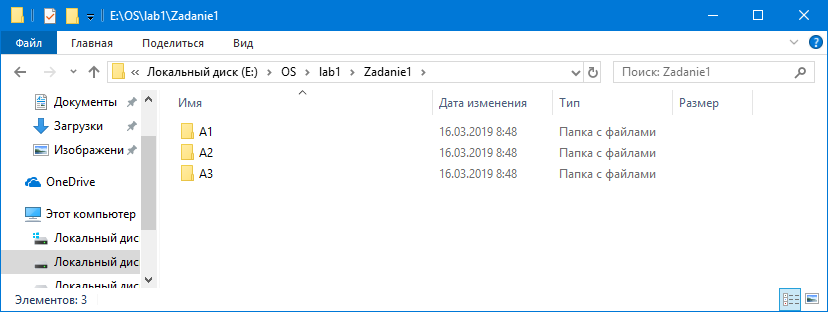 E:\OS\lab1\Zadanie1
Файл Главная Поделиться Вид
Локальный диск (E:) OS lab1 Zadanie1
Поиск: Zadanie1
Имя Дата изменения Тип Размер
Документы
Загрузки
Изображени
OneDrive
Этот компьютер
Локальный дис
Локальный дис
Локальный дис
A1 16.03.2019 8:48 Папка с файлами
A2 16.03.2019 8:48 Папка с файлами
A3 16.03.2019 8:48 Папка с файлами
Элементов: 3